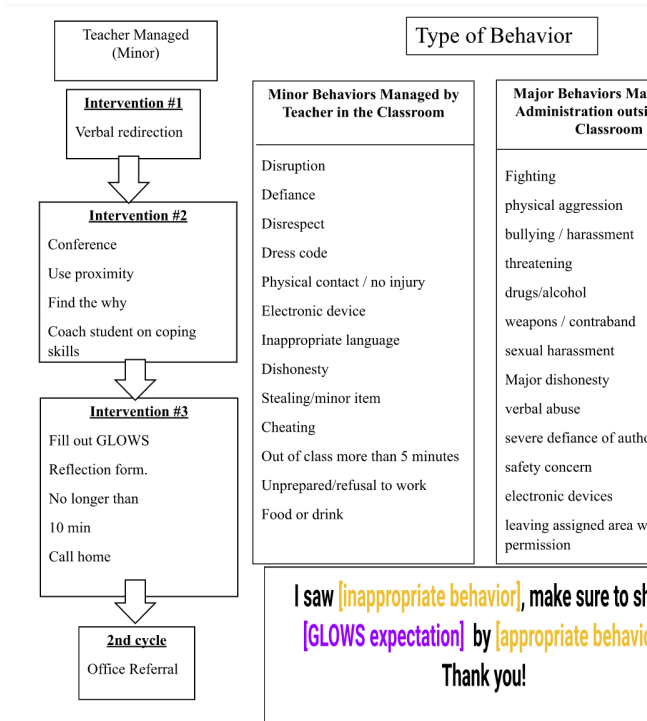 Teacher Managed
(Minor)
Intervention #1
Verbal redirection
Intervention #2
Conference
Use proximity
Find the why
Coach student on coping
skills
Intervention #3
Fill out GLOWS
Reflection form.
No longer than
10 min
Call home
2nd cycle
Office Referral
Type of Behavior
Minor Behaviors Managed by
Teacher in the Classroom
Disruption
Defiance
Disrespect
Dress code
Physical contact / no injury
Electronic device
Inappropriate language
Dishonesty
Stealing/minor item
Cheating
Out of class more than 5 minutes
Unprepared/refusal to work
Food or drink
Major Behaviors
Administration
Classroom
Fighting
physical aggression
bullying / harassment
threatening
drugs/alcohol
weapons / contraband
sexual harassment
Major dishonesty
verbal abuse
severe defiance of
safety concern
electronic devices
leaving assigned area
permission
I saw [inappropriate behavior], make sure to
[GLOWS expectation] by [appropriate
Thank you!